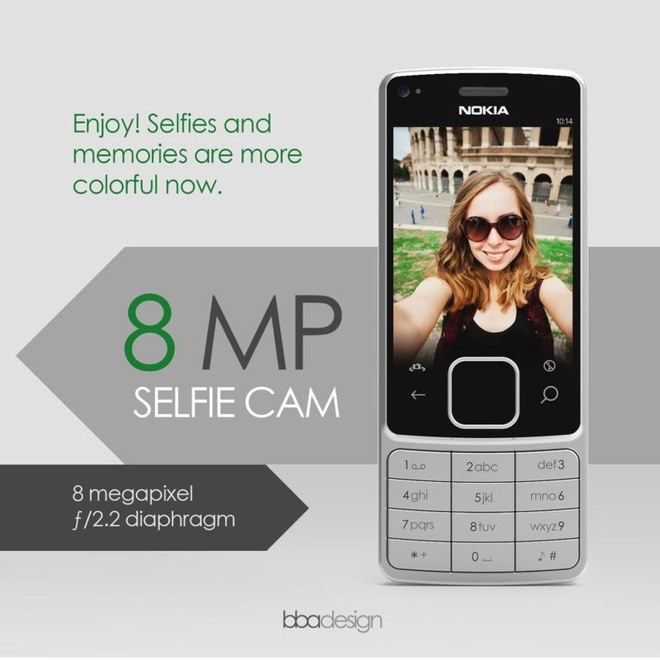 Enjoy! Selfies and
memories are more
colorful now.
8 MP
SELFIE CAM
8 megapixel
ƒ/2.2 diaphragm
NOKIA
10:14
1
2abc
def3
4ghi
5jkl
mno6
7pqrs
8tuv
wxyz9
*+
0
♪ #
bbadesign